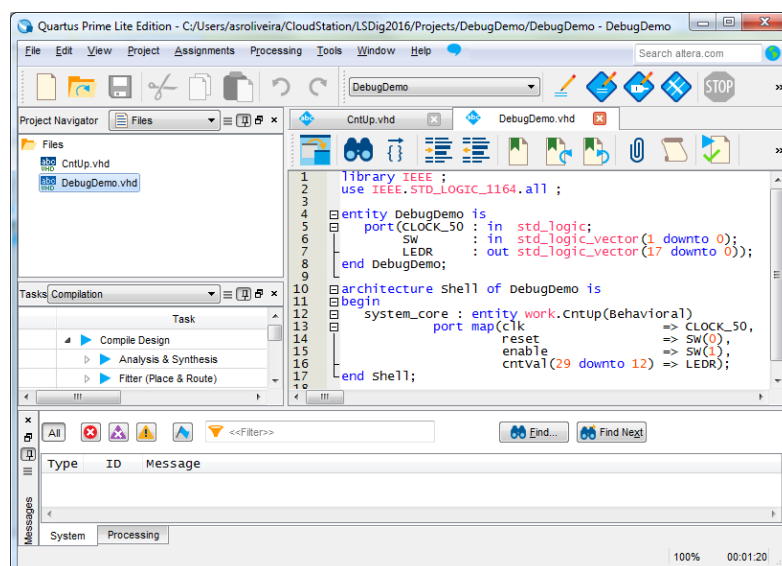 Quartus Prime Lite Edition - C:/Users/asroliveira/CloudStation/LSDig2016/Projects/DebugDemo/DebugDemo - DebugDemo
File Edit View Project Assignments Processing Tools Window Help
Search altera.com
DebugDemo
STOP
»
Project Navigator
Files
abc CntUp.vhd
abc DebugDemo.vhd
Files
abc CntUp.vhd
VHD
abc DebugDemo.vhd
VHD
»
1 library IEEE ;
2 use IEEE.STD_LOGIC_1164.all ;
3
4 entity DebugDemo is
5 port(CLOCK_50 : in std_logic;
6 SW : in std_logic_vector(1 downto 0);
7 LEDR : out std_logic_vector(17 downto 0));
8 end DebugDemo;
9
10 architecture Shell of DebugDemo is
11 begin
12 system_core : entity work.CntUp(Behavioral)
13 port map(clk => CLOCK_50,
14 reset => SW(0),
15 enable => SW(1),
16 cntVal(29 downto 12) => LEDR);
17 end Shell;
18
Tasks Compilation
Task
Compile Design
Analysis & Synthesis
Fitter (Place & Route)
All
<<Filter>>
Find...
Find Next
Type ID Message
Messages
System Processing
100% 00:01:20